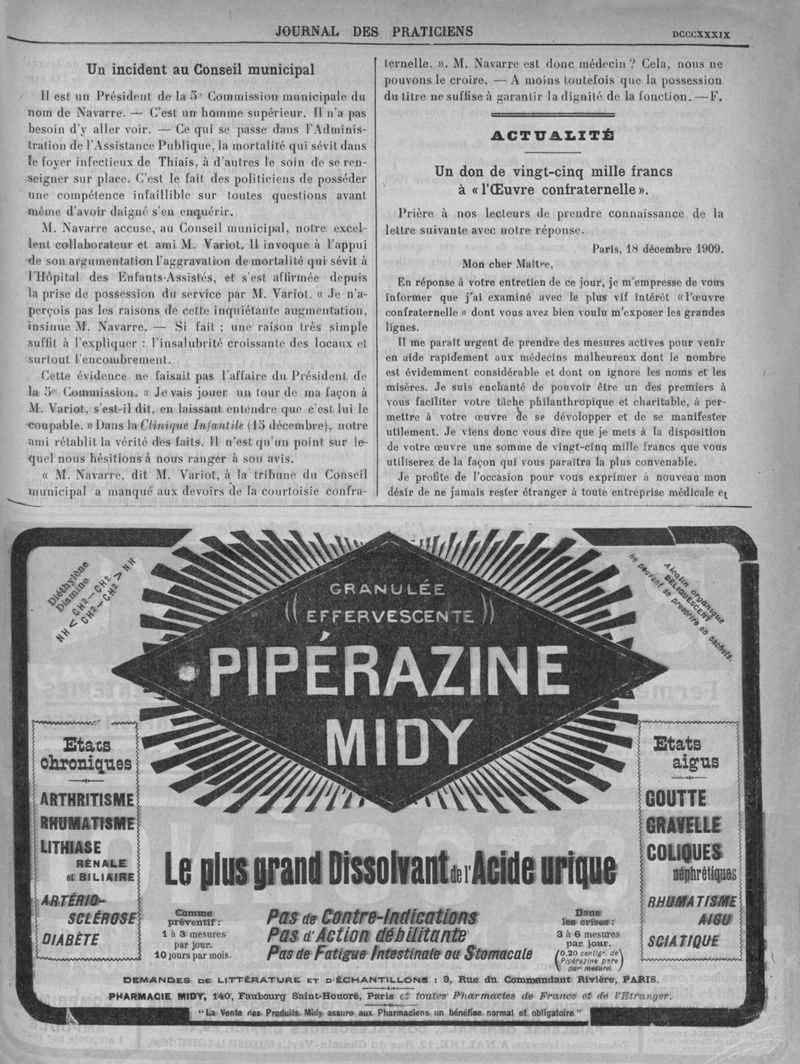 JOURNAL DES PRATICIENS
DCCCXXXIX
Un incident au Conseil municipal
Il est un Président de la 5e Commission municipale du
nom de Navarre. — C'est un homme supérieur. Il n'a pas
besoin d'y aller voir. — Ce qui se passe dans l'Adminis-
tration de l'Assistance Publique, la mortalité qui sévit dans
le foyer infectieux de Thiais, à d'autres le soin de se ren-
seigner sur place. C'est le fait des politiciens de posséder
une compétence infaillible sur toutes questions avant
même d'avoir daigné s'en enquérir.
M. Navarre accuse, au Conseil municipal, notre excel-
lent collaborateur et ami M. Variot. Il invoque à l'appui
de son argumentation l'aggravation de mortalité qui sévit à
l'Hôpital des Enfants-Assistés, et s'est affirmée depuis
la prise de possession du service par M. Variot. « Je n'a-
perçois pas les raisons de cette inquiétante augmentation,
insinue M. Navarre. — Si fait ; une raison très simple
suffit à l'expliquer : l'insalubrité croissante des locaux et
surtout l'encombrement.
Cette évidence ne faisait pas l'affaire du Président de
la 5e Commission. « Je vais jouer un tour de ma façon à
M. Variot, s'est-il dit, en laissant entendre que c'est lui le
coupable. » Dans la Clinique Infantile (15 décembre), notre
ami rétablit la vérité des faits. Il n'est qu'un point sur le-
quel nous hésitions à nous ranger à son avis.
« M. Navarre, dit M. Variot, à la tribune du Conseil
municipal a manqué aux devoirs de la courtoisie confra-
ternelle. ». M. Navarre est donc médecin ? Cela, nous ne
pouvons le croire. — A moins toutefois que la possession
du titre ne suffise à garantir la dignité de la fonction. — F.
ACTUALITÉ
Un don de vingt-cinq mille francs
à « l'Œuvre confraternelle ».
Prière à nos lecteurs de prendre connaissance de la
lettre suivante avec notre réponse.
Paris, 18 décembre 1909.
Mon cher Maître,
En réponse à votre entretien de ce jour, je m'empresse de vous
informer que j'ai examiné avec le plus vif intérêt « l'œuvre
confraternelle » dont vous avez bien voulu m'exposer les grandes
lignes.
Il me paraît urgent de prendre des mesures actives pour venir
en aide rapidement aux médecins malheureux dont le nombre
est évidemment considérable et dont on ignore les noms et les
misères. Je suis enchanté de pouvoir être un des premiers à
vous faciliter votre tâche philanthropique et charitable, à per-
mettre à votre œuvre de se dévolopper et de se manifester
utilement. Je viens donc vous dire que je mets à la disposition
de votre œuvre une somme de vingt-cinq mille francs que vous
utiliserez de la façon qui vous paraîtra la plus convenable.
Je profite de l'occasion pour vous exprimer à nouveau mon
désir de ne jamais rester étranger à toute entreprise médicale et
Diéthylène
Diamine
NH < CH²—CH² / CH²—CH² > NH
Alcalin organique
DÉLIQUESCENT
ne pouvant se prescrire en cachets.
GRANULÉE
EFFERVESCENTE
PIPÉRAZINE
MIDY
Etats
chroniques
ARTHRITISME
RHUMATISME
LITHIASE
RÉNALE
et BILIAIRE
ARTÉRIO-
SCLÉROSE
DIABÈTE
Etats
aigus
GOUTTE
GRAVELLE
COLIQUES
néphrétiques
RHUMATISME
AIGU
SCIATIQUE
Le plus grand Dissolvant de l'Acide urique
Comme
préventif :
1 à 3 mesures
par jour.
10 jours par mois.
Pas de Contre-Indications
Pas d'Action débilitante
Pas de Fatigue Intestinale ou Stomacale
Dans
les crises :
3 à 6 mesures
par jour.
(0.20 centigr. de
Pipérazine pure
par mesure.)
DEMANDES DE LITTÉRATURE ET D'ÉCHANTILLONS : 9, Rue du Commandant Rivière, PARIS.
PHARMACIE MIDY, 140, Faubourg Saint-Honoré, Paris et toutes Pharmacies de France et de l'Etranger.
"La Vente des Produits Midy assure aux Pharmaciens un bénéfice normal et obligatoire"